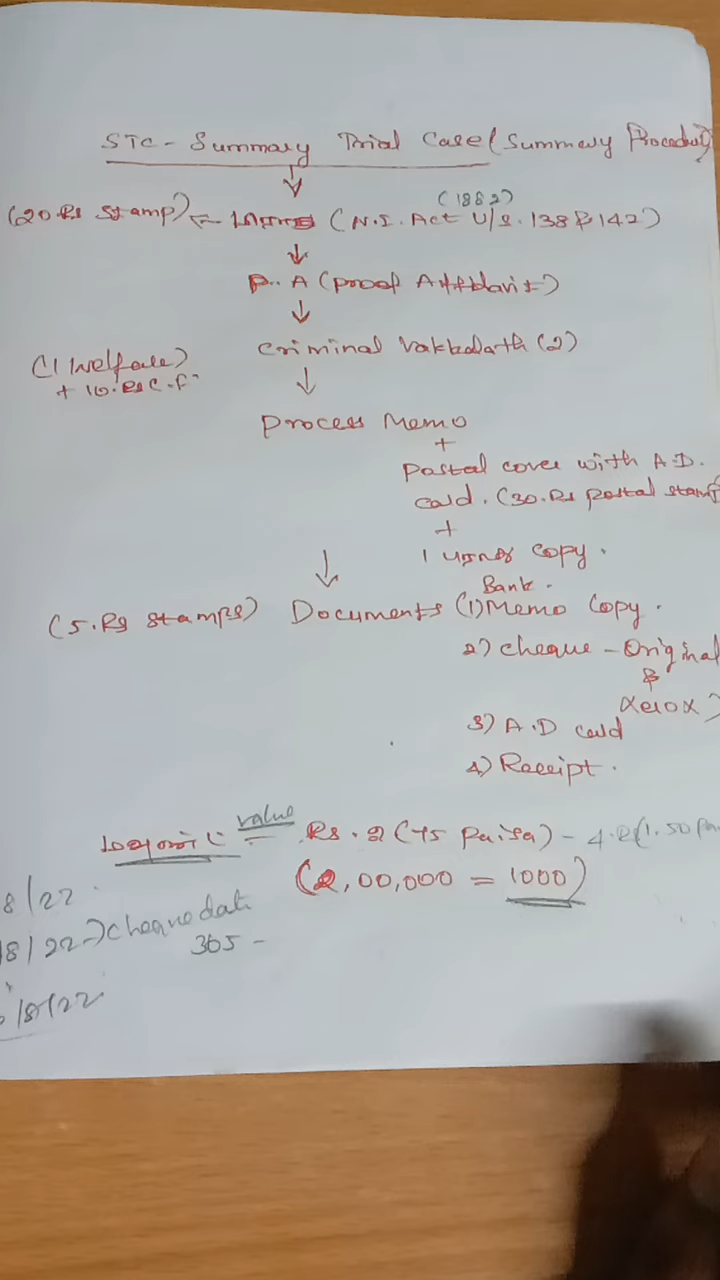 STC - Summary Trial Case (Summary Procedure)
(1882)
(20.Rs Stamp) ⇐ (N.I. Act U/S. 138 & 142)
P. A (Proof Affidavit)
Criminal Vakkalath (2)
(1 Welfare)
+ 10.Rs C.F
Process Memo
+
Postal cover with A.D.
card. (30.Rs Postal stamp
+
1 copy.
Bank.
(5.Rs Stamps) Documents (1) Memo Copy.
2) Cheque - Original
&
Xerox
3) A.D card
4) Receipt.
value
= Rs. 2 (75 Paisa) - 4.
(2,00,000 = 1000)
8/22
8/22 → Cheque date
365 -
/8/22